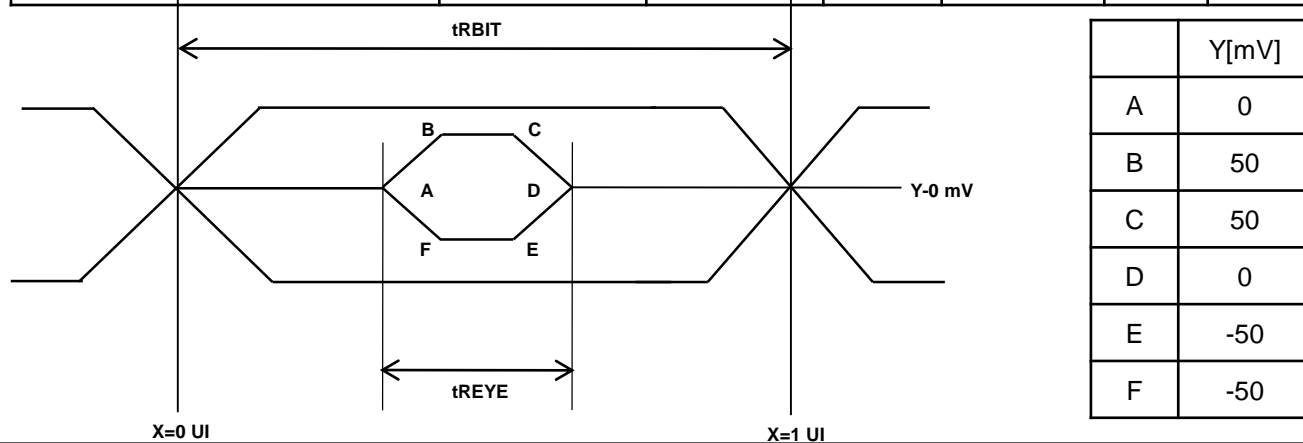 tRBIT
B C
A D
Y-0 mV
F E
tREYE
X=0 UI
X=1 UI
Y[mV]
A 0
B 50
C 50
D 0
E -50
F -50